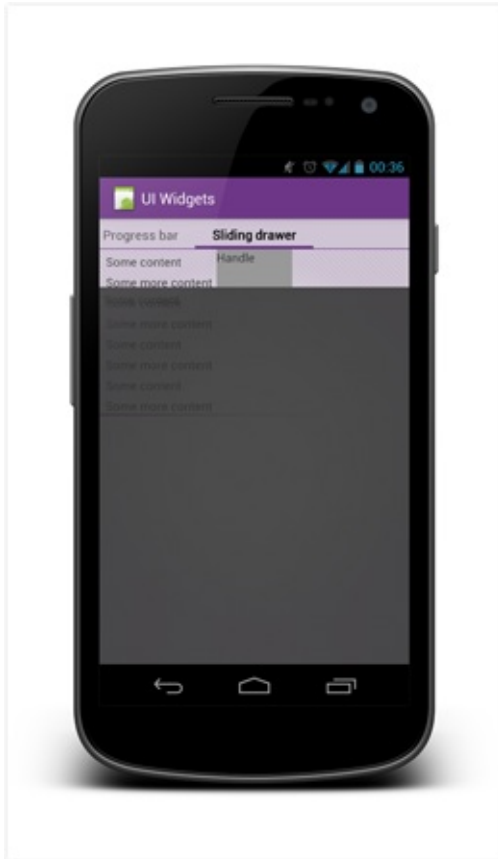 00:36
UI Widgets
Progress bar Sliding drawer
Some content Handle
Some more content
Some content
Some more content
Some content
Some more content
Some content
Some more content